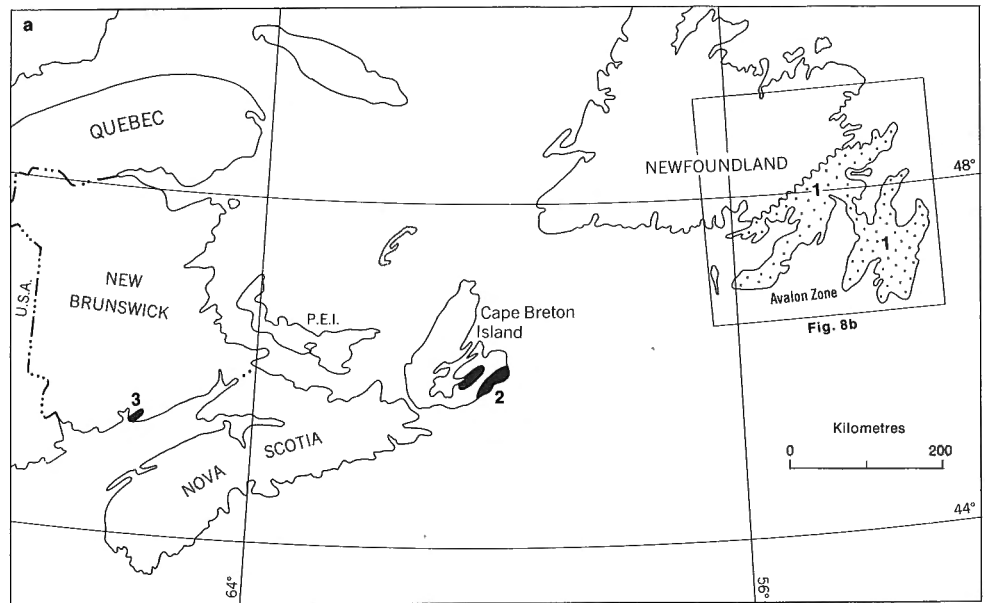 a
QUEBEC
NEWFOUNDLAND
48°
1
1
U.S.A.
NEW
BRUNSWICK
Avalon Zone
P.E.I.
Cape Breton
Island
Fig. 8b
2
3
Kilometres
0 200
NOVA SCOTIA
44°
64°
56°